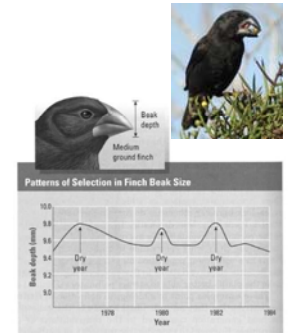 Beak
depth
Medium
ground finch
Patterns of Selection in Finch Beak Size
Beak depth (mm)
10.0
9.8
9.6
9.4
9.2
9.0
Dry
year
Dry
year
Dry
year
1978
1980
1982
1984
Year